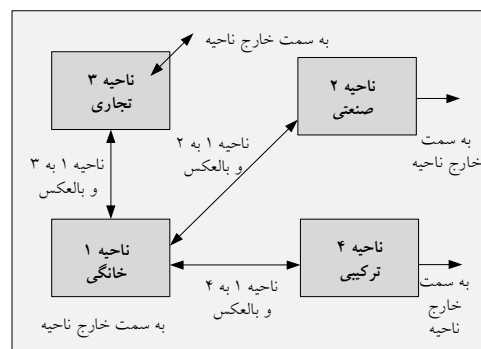 به سمت خارج ناحیه
ناحیه ۳
تجاری
ناحیه ۲
صنعتی
به سمت
خارج ناحیه
ناحیه ۱ به ۲
و بالعکس
ناحیه ۱ به ۳
و بالعکس
ناحیه ۱
خانگی
ناحیه ۴
ترکیبی
ناحیه ۱ به ۴
و بالعکس
به سمت
خارج
ناحیه
به سمت خارج ناحیه